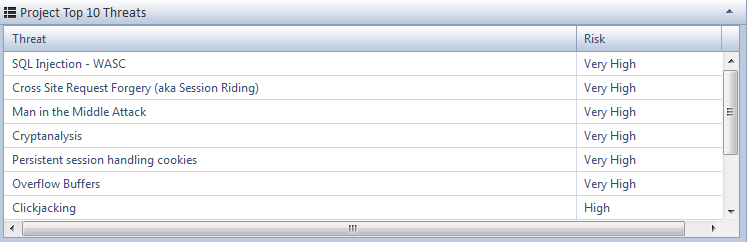 Project Top 10 Threats
Threat Risk
SQL Injection - WASC Very High
Cross Site Request Forgery (aka Session Riding) Very High
Man in the Middle Attack Very High
Cryptanalysis Very High
Persistent session handling cookies Very High
Overflow Buffers Very High
Clickjacking High